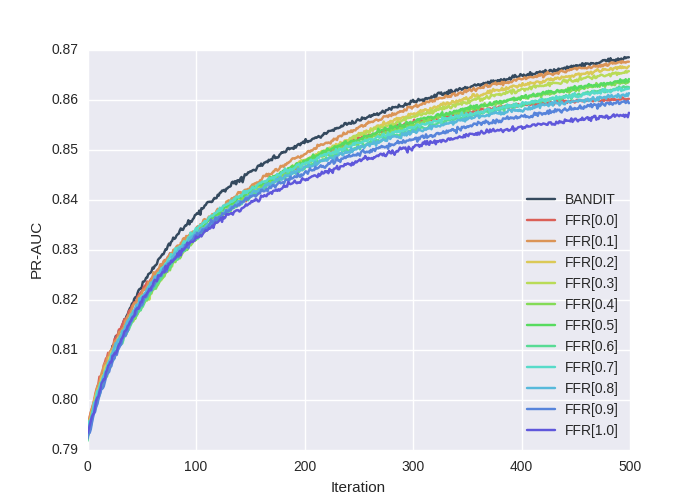 0.87
0.86
0.85
0.84
0.83
0.82
0.81
0.80
0.79
PR-AUC
0 100 200 300 400 500
Iteration
BANDIT
FFR[0.0]
FFR[0.1]
FFR[0.2]
FFR[0.3]
FFR[0.4]
FFR[0.5]
FFR[0.6]
FFR[0.7]
FFR[0.8]
FFR[0.9]
FFR[1.0]